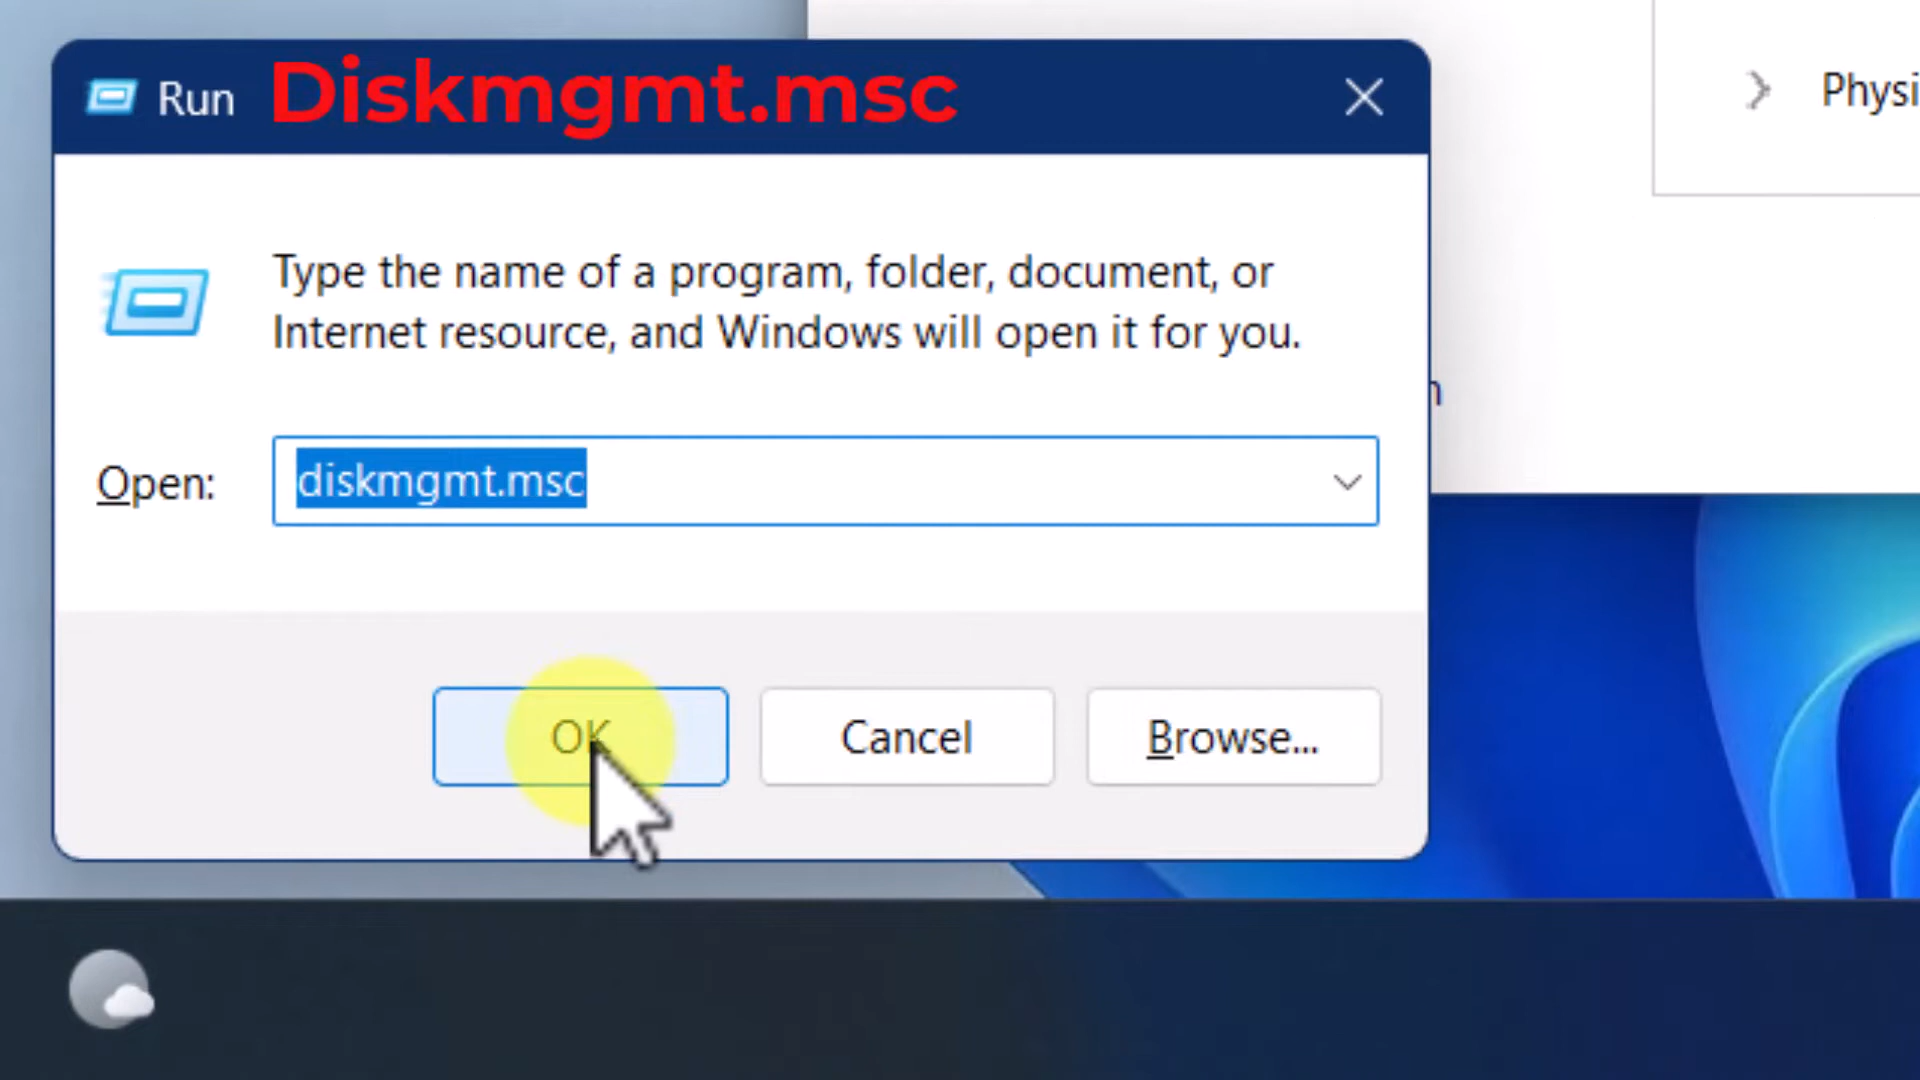 Run Diskmgmt.msc
Type the name of a program, folder, document, or
Internet resource, and Windows will open it for you.
Open: diskmgmt.msc
OK Cancel Browse...
Physi
n